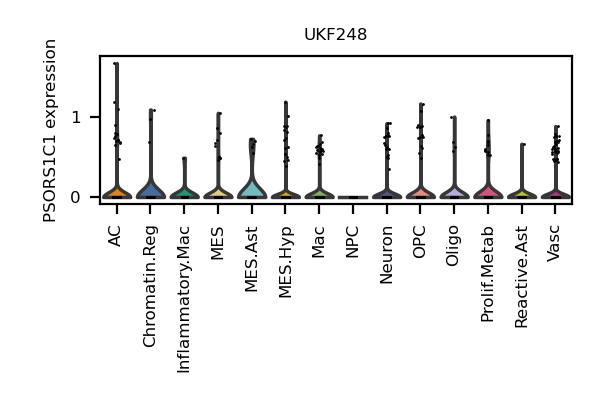 UKF248
PSORS1C1 expression
1
0
AC
Chromatin.Reg
Inflammatory.Mac
MES
MES.Ast
MES.Hyp
Mac
NPC
Neuron
OPC
Oligo
Prolif.Metab
Reactive.Ast
Vasc